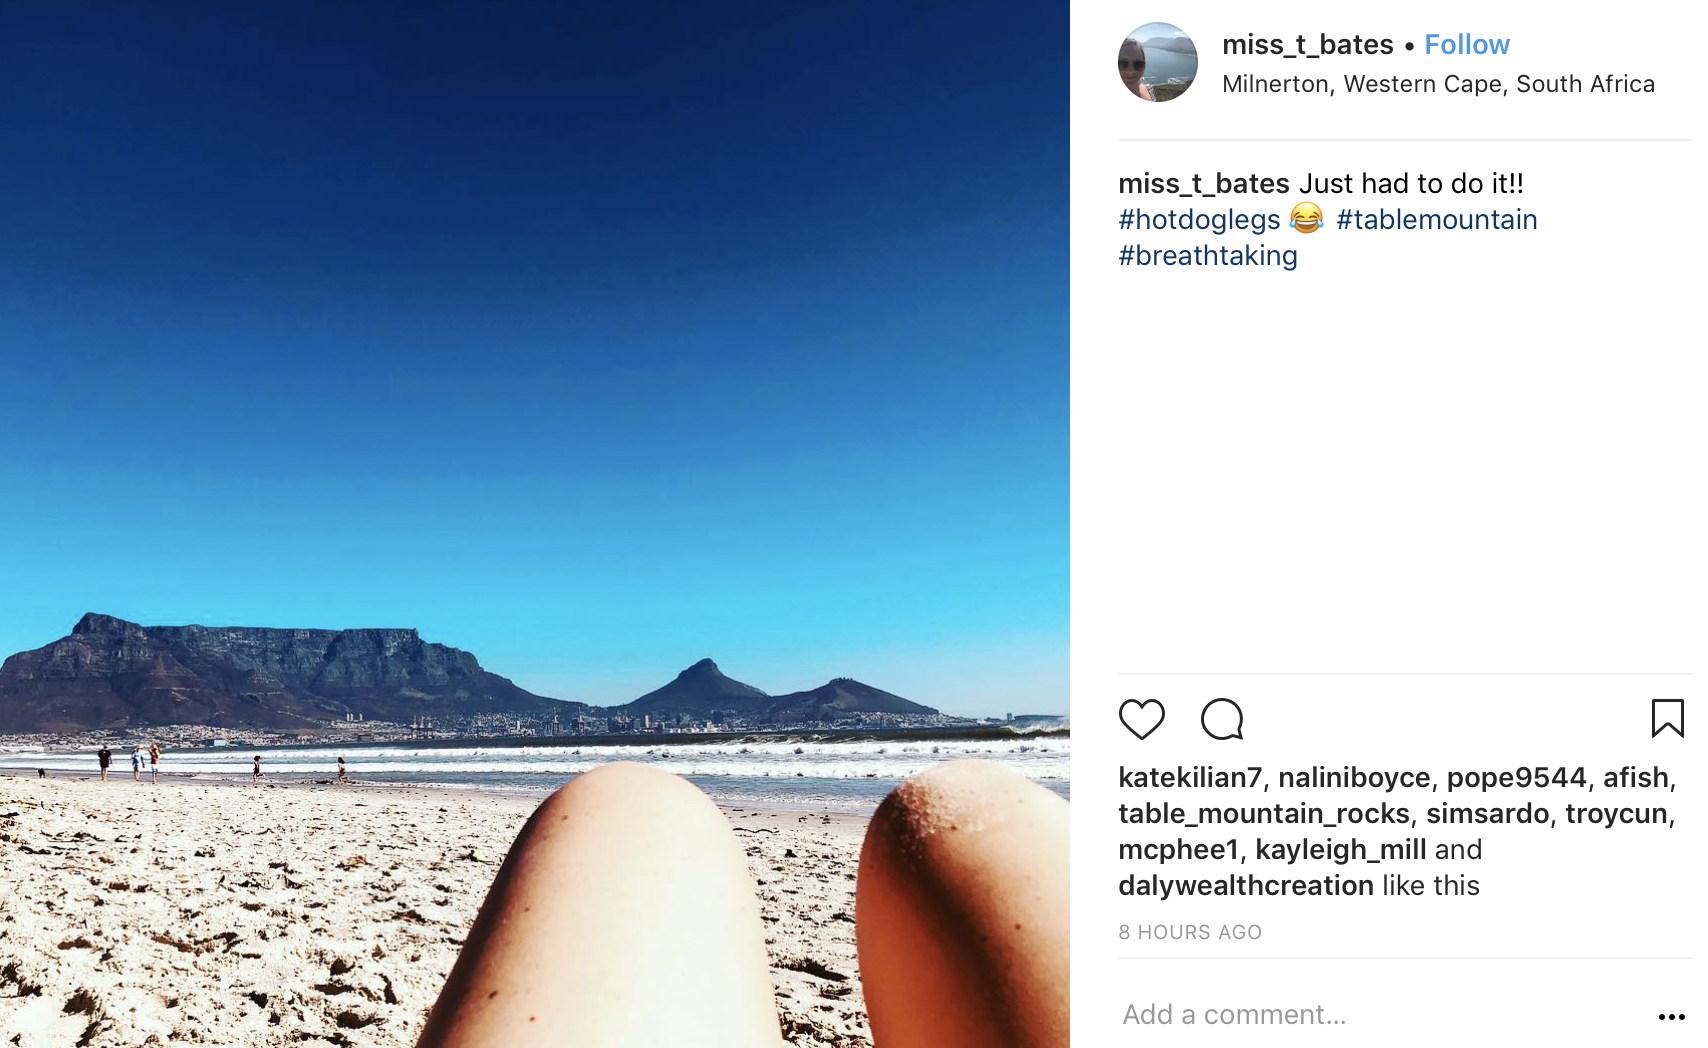 miss_t_bates • Follow
Milnerton, Western Cape, South Africa
miss_t_bates Just had to do it!!
#hotdoglegs 😂 #tablemountain
#breathtaking
katekilian7, naliniboyce, pope9544, afish,
table_mountain_rocks, simsardo, troycun,
mcphee1, kayleigh_mill and
dalywealthcreation like this
8 HOURS AGO
Add a comment...